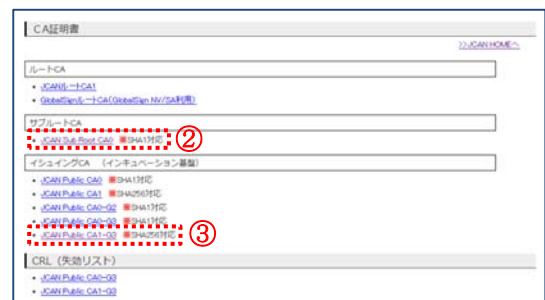 CA証明書
>>JCAN HOMEへ
ルートCA
JCANルートCA1
GlobalSignルートCA(GlobalSign NV/SA利用)
サブルートCA
JCAN Sub Root CA0 ※SHA1対応 ②
イシュイングCA （インキュベーション基盤）
JCAN Public CA0 ※SHA1対応
JCAN Public CA1 ※SHA256対応
JCAN Public CA0-G2 ※SHA1対応
JCAN Public CA0-G3 ※SHA1対応
JCAN Public CA1-G3 ※SHA256対応 ③
CRL（失効リスト）
JCAN Public CA0-G3
JCAN Public CA1-G3